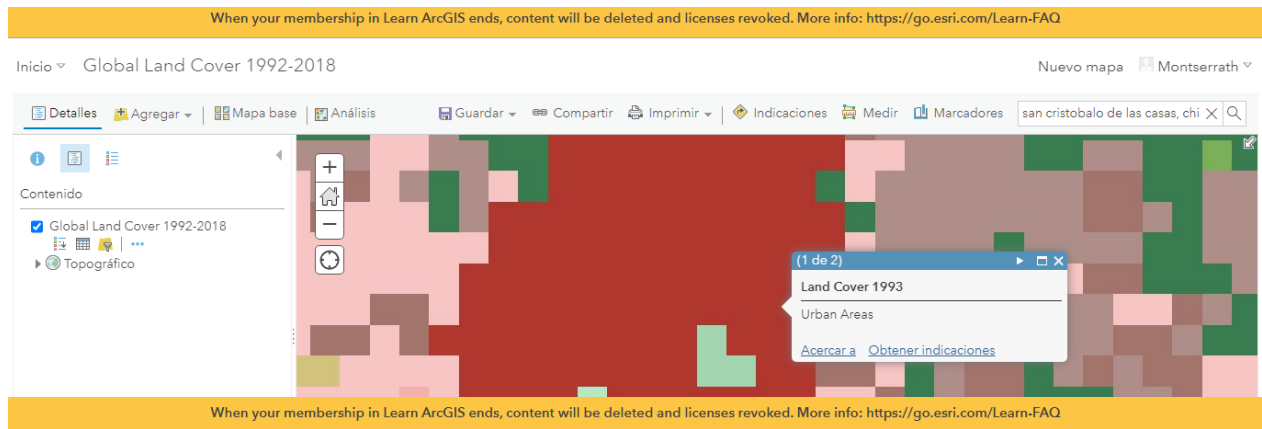 When your membership in Learn ArcGIS ends, content will be deleted and licenses revoked. More info: https://go.esri.com/Learn-FAQ
Inicio Global Land Cover 1992-2018 Nuevo mapa Montserrath
Detalles Agregar Mapa base Análisis Guardar Compartir Imprimir Indicaciones Medir Marcadores san cristobalo de las casas, chi
Contenido
Global Land Cover 1992-2018
Topográfico
(1 de 2)
Land Cover 1993
Urban Areas
Acercar a Obtener indicaciones
When your membership in Learn ArcGIS ends, content will be deleted and licenses revoked. More info: https://go.esri.com/Learn-FAQ